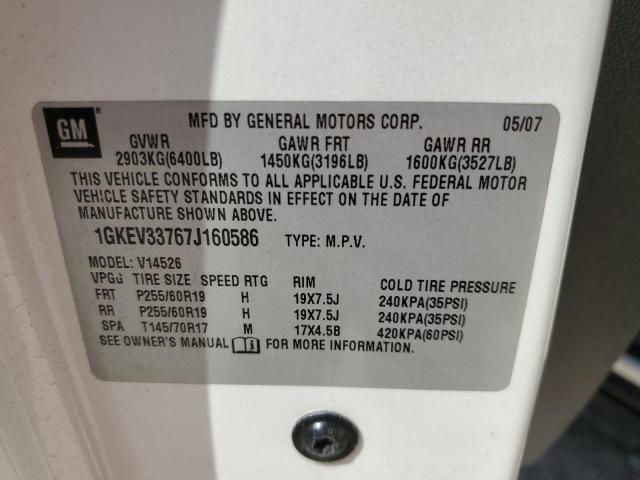 GM ®
MFD BY GENERAL MOTORS CORP. 05/07
GVWR GAWR FRT GAWR RR
2903KG(6400LB) 1450KG(3196LB) 1600KG(3527LB)
THIS VEHICLE CONFORMS TO ALL APPLICABLE U.S. FEDERAL MOTOR
VEHICLE SAFETY STANDARDS IN EFFECT ON THE DATE OF
MANUFACTURE SHOWN ABOVE.
1GKEV33767J160586 TYPE: M.P.V.
MODEL: V14526
VPGJ TIRE SIZE SPEED RTG RIM COLD TIRE PRESSURE
FRT P255/60R19 H 19X7.5J 240KPA(35PSI)
RR P255/60R19 H 19X7.5J 240KPA(35PSI)
SPA T145/70R17 M 17X4.5B 420KPA(60PSI)
SEE OWNER'S MANUAL FOR MORE INFORMATION.